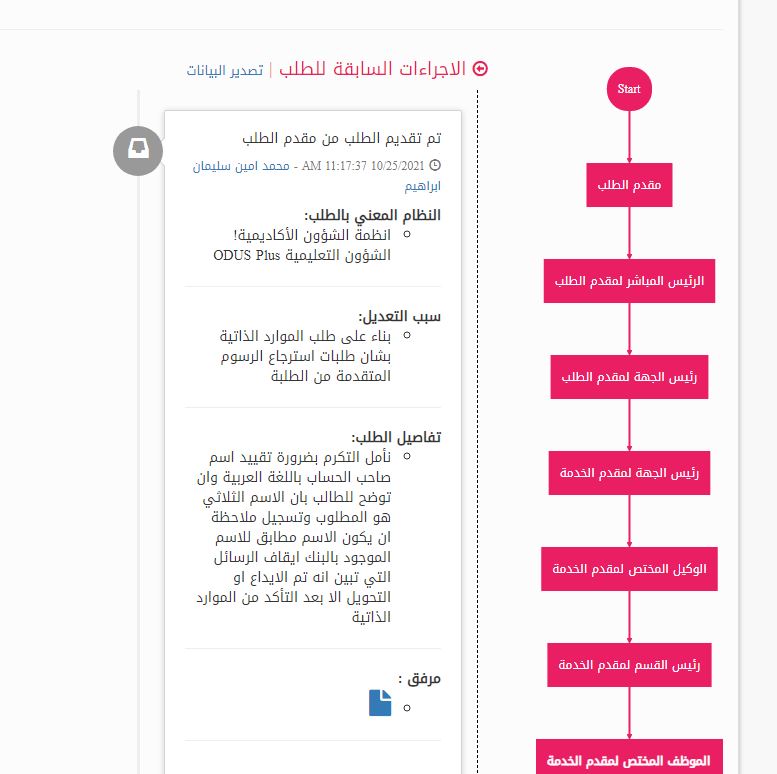 الاجراءات السابقة للطلب | تصدير البيانات
تم تقديم الطلب من مقدم الطلب
10/25/2021 11:17:37 AM - محمد امين سليمان
ابراهيم
النظام المعني بالطلب:
انظمة الشؤون الأكاديمية!
الشؤون التعليمية ODUS Plus
سبب التعديل:
بناء على طلب الموارد الذاتية
بشان طلبات استرجاع الرسوم
المتقدمة من الطلبة
تفاصيل الطلب:
نأمل التكرم بضرورة تقييد اسم
صاحب الحساب باللغة العربية وان
توضح للطالب بان الاسم الثلاثي
هو المطلوب وتسجيل ملاحظة
ان يكون الاسم مطابق للاسم
الموجود بالبنك ايقاف الرسائل
التي تبين انه تم الايداع او
التحويل الا بعد التأكد من الموارد
الذاتية
مرفق :
Start
مقدم الطلب
الرئيس المباشر لمقدم الطلب
رئيس الجهة لمقدم الطلب
رئيس الجهة لمقدم الخدمة
الوكيل المختص لمقدم الخدمة
رئيس القسم لمقدم الخدمة
الموظف المختص لمقدم الخدمة